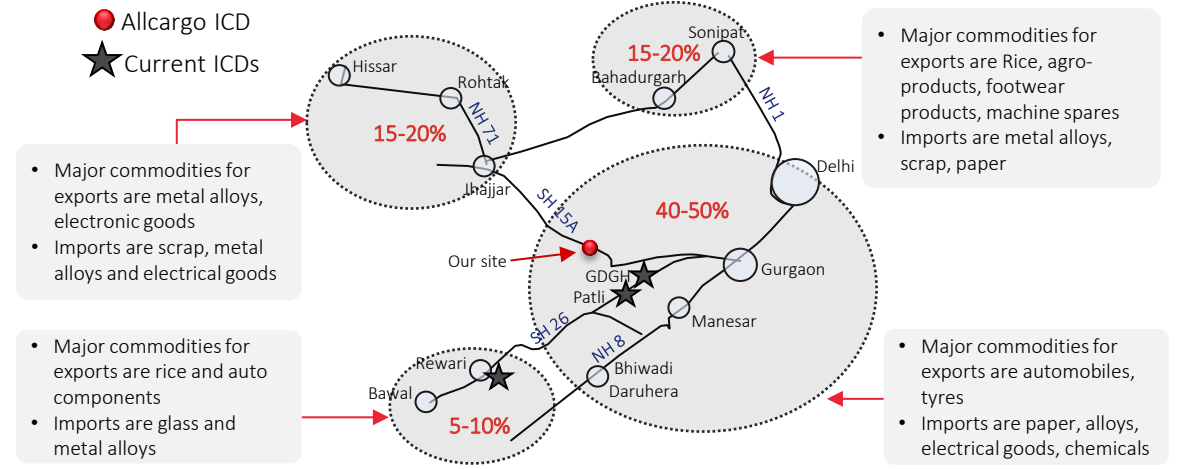 Allcargo ICD
Current ICDs
Hissar
Rohtak
NH 71
15-20%
Jhajjar
Sonipat
15-20%
Bahadurgarh
NH 1
Delhi
SH 15A
40-50%
Our site
GDGH
Patli
Gurgaon
Manesar
SH 26
NH 8
Bhiwadi
Daruhera
Rewari
Bawal
5-10%
• Major commodities for
exports are metal alloys,
electronic goods
• Imports are scrap, metal
alloys and electrical goods
• Major commodities for
exports are Rice, agro-
products, footwear
products, machine spares
• Imports are metal alloys,
scrap, paper
• Major commodities for
exports are rice and auto
components
• Imports are glass and
metal alloys
• Major commodities for
exports are automobiles,
tyres
• Imports are paper, alloys,
electrical goods, chemicals